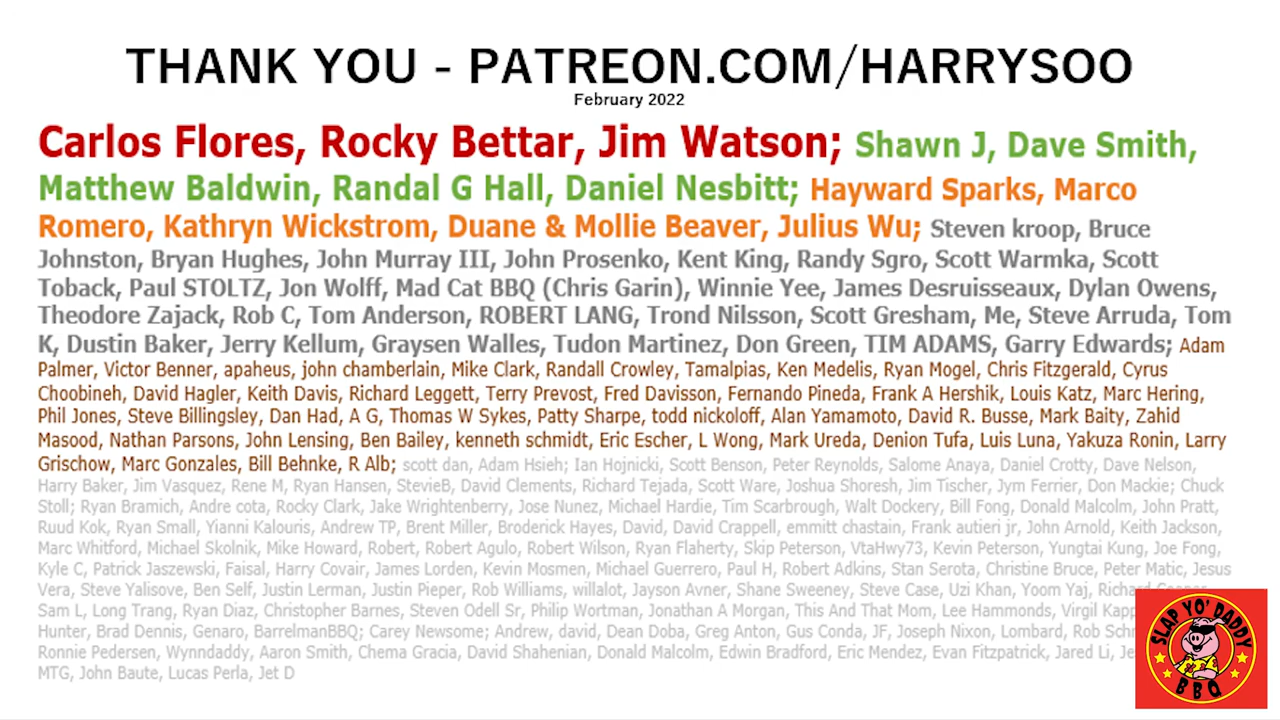 THANK YOU - PATREON.COM/HARRYSOO
February 2022
Carlos Flores, Rocky Bettar, Jim Watson; Shawn J, Dave Smith,
Matthew Baldwin, Randal G Hall, Daniel Nesbitt; Hayward Sparks, Marco
Romero, Kathryn Wickstrom, Duane & Mollie Beaver, Julius Wu; Steven kroop, Bruce
Johnston, Bryan Hughes, John Murray III, John Prosenko, Kent King, Randy Sgro, Scott Warmka, Scott
Toback, Paul STOLTZ, Jon Wolff, Mad Cat BBQ (Chris Garin), Winnie Yee, James Desruisseaux, Dylan Owens,
Theodore Zajack, Rob C, Tom Anderson, ROBERT LANG, Trond Nilsson, Scott Gresham, Me, Steve Arruda, Tom
K, Dustin Baker, Jerry Kellum, Graysen Walles, Tudon Martinez, Don Green, TIM ADAMS, Garry Edwards; Adam
Palmer, Victor Benner, apaheus, john chamberlain, Mike Clark, Randall Crowley, Tamalpias, Ken Medelis, Ryan Mogel, Chris Fitzgerald, Cyrus
Choobineh, David Hagler, Keith Davis, Richard Leggett, Terry Prevost, Fred Davisson, Fernando Pineda, Frank A Hershik, Louis Katz, Marc Hering,
Phil Jones, Steve Billingsley, Dan Had, A G, Thomas W Sykes, Patty Sharpe, todd nickoloff, Alan Yamamoto, David R. Busse, Mark Baity, Zahid
Masood, Nathan Parsons, John Lensing, Ben Bailey, kenneth schmidt, Eric Escher, L Wong, Mark Ureda, Denion Tufa, Luis Luna, Yakuza Ronin, Larry
Grischow, Marc Gonzales, Bill Behnke, R Alb; scott dan, Adam Hsieh; Ian Hojnicki, Scott Benson, Peter Reynolds, Salome Anaya, Daniel Crotty, Dave Nelson,
Harry Baker, Jim Vasquez, Rene M, Ryan Hansen, StevieB, David Clements, Richard Tejada, Scott Ware, Joshua Shoresh, Jim Tischer, Jym Ferrier, Don Mackie; Chuck
Stoll; Ryan Bramich, Andre cota, Rocky Clark, Jake Wrightenberry, Jose Nunez, Michael Hardie, Tim Scarbrough, Walt Dockery, Bill Fong, Donald Malcolm, John Pratt,
Ruud Kok, Ryan Small, Yianni Kalouris, Andrew TP, Brent Miller, Broderick Hayes, David, David Crappell, emmitt chastain, Frank autieri jr, John Arnold, Keith Jackson,
Marc Whitford, Michael Skolnik, Mike Howard, Robert, Robert Agulo, Robert Wilson, Ryan Flaherty, Skip Peterson, VtaHwy73, Kevin Peterson, Yungtai Kung, Joe Fong,
Kyle C, Patrick Jaszewski, Faisal, Harry Covair, James Lorden, Kevin Mosmen, Michael Guerrero, Paul H, Robert Adkins, Stan Serota, Christine Bruce, Peter Matic, Jesus
Vera, Steve Yalisove, Ben Self, Justin Lerman, Justin Pieper, Rob Williams, willalot, Jayson Avner, Shane Sweeney, Steve Case, Uzi Khan, Yoom Yaj,
Sam L, Long Trang, Ryan Diaz, Christopher Barnes, Steven Odell Sr, Philip Wortman, Jonathan A Morgan, This And That Mom, Lee Hammonds, Virgil
Hunter, Brad Dennis, Genaro, BarrelmanBBQ; Carey Newsome; Andrew, david, Dean Doba, Greg Anton, Gus Conda, JF, Joseph Nixon, Lombard, Rob
Ronnie Pedersen, Wynndaddy, Aaron Smith, Chema Gracia, David Shahinian, Donald Malcolm, Edwin Bradford, Eric Mendez, Evan Fitzpatrick, Jared Li,
MTG, John Baute, Lucas Perla, Jet D
SLAP YO' DADDY
BBQ